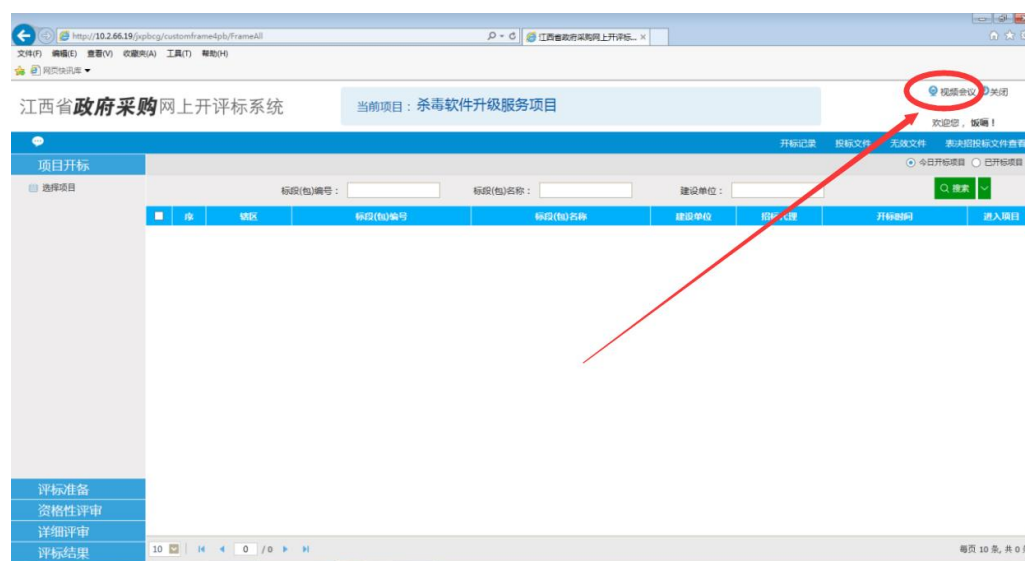 http://10.2.66.19/jxpbcg/customframe4pb/FrameAll
江西省政府采购网上开评标...
文件(F) 编辑(E) 查看(V) 收藏夹(A) 工具(T) 帮助(H)
网页快讯库
江西省政府采购网上开评标系统
当前项目：杀毒软件升级服务项目
视频会议 关闭
欢迎您，饭嗝！
开标记录 投标文件 无效文件 表决招投标文件查看
项目开标
今日开标项目 已开标项目
选择项目
标段(包)编号： 标段(包)名称： 建设单位： 搜索
序 辖区 标段(包)编号 标段(包)名称 建设单位 招标代理 开标时间 进入项目
评标准备
资格性评审
详细评审
评标结果
10 0 / 0 每页 10 条, 共 0